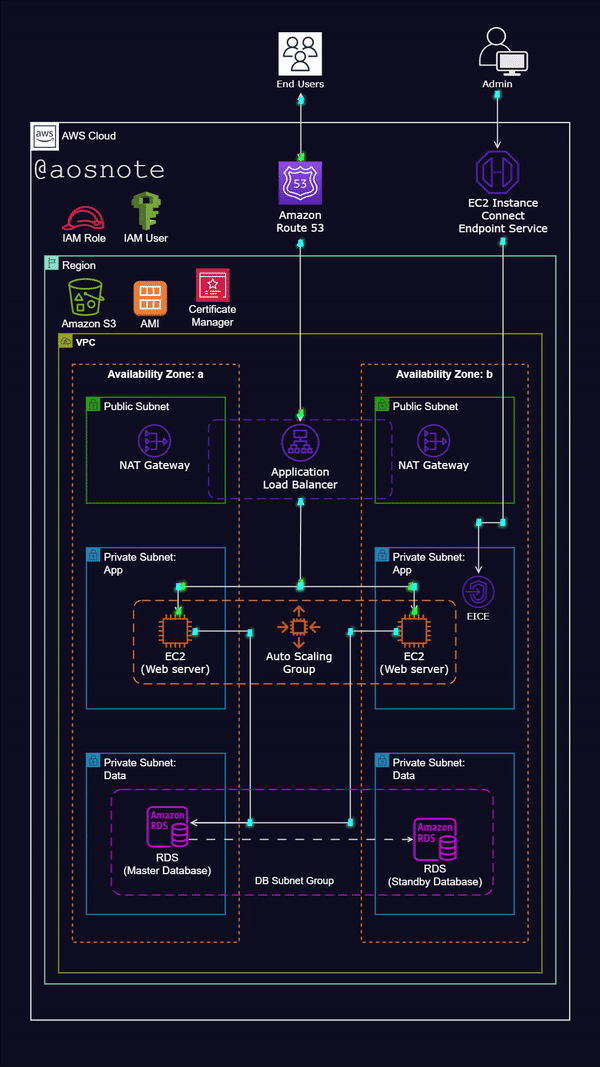 End Users
Admin
aws
AWS Cloud
@aosnote
53
Amazon
Route 53
EC2 Instance
Connect
Endpoint Service
IAM Role
IAM User
Region
Amazon S3
AMI
Certificate
Manager
VPC
Availability Zone: a
Availability Zone: b
Public Subnet
Public Subnet
NAT Gateway
Application
Load Balancer
NAT Gateway
Private Subnet:
App
Private Subnet:
App
EICE
EC2
(Web server)
Auto Scaling
Group
EC2
(Web server)
Private Subnet:
Data
Private Subnet:
Data
Amazon
RDS
Amazon
RDS
RDS
(Master Database)
RDS
(Standby Database)
DB Subnet Group